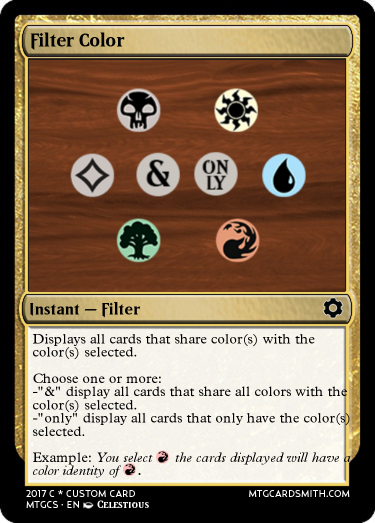 Filter Color
&
ON
LY
Instant — Filter
Displays all cards that share color(s) with the
color(s) selected.
Choose one or more:
-"&" display all cards that share all colors with the
color(s) selected.
-"only" display all cards that only have the color(s)
selected.
Example: You select the cards displayed will have a
color identity of .
2017 C * CUSTOM CARD
MTGCARDSMITH.COM
MTGCS · EN Celestious